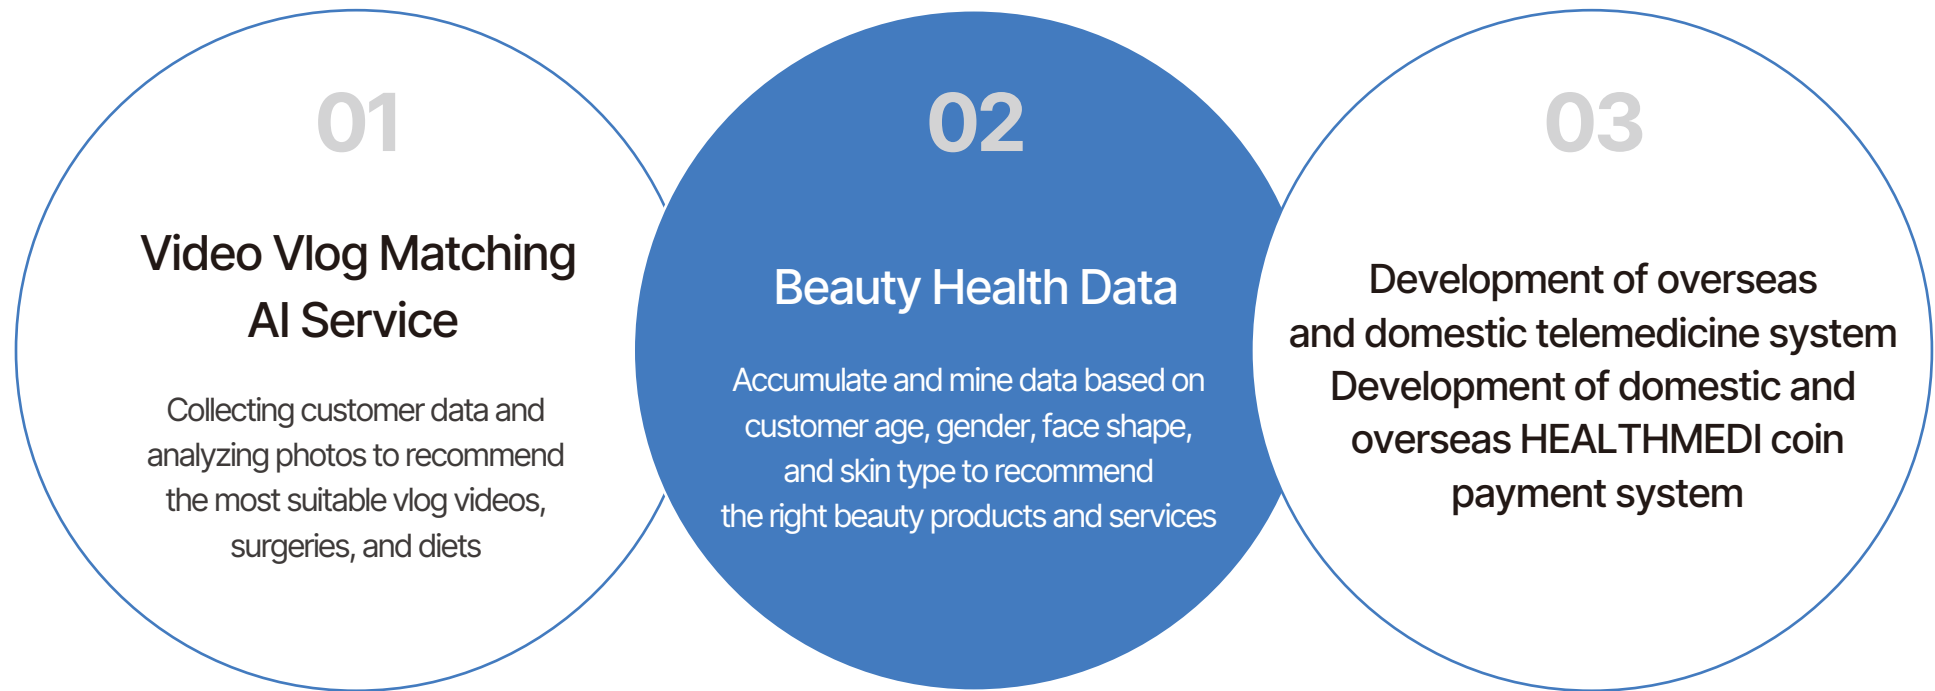 01
Video Vlog Matching
AI Service
Collecting customer data and
analyzing photos to recommend
the most suitable vlog videos,
surgeries, and diets
02
Beauty Health Data
Accumulate and mine data based on
customer age, gender, face shape,
and skin type to recommend
the right beauty products and services
03
Development of overseas
and domestic telemedicine system
Development of domestic and
overseas HEALTHMEDI coin
payment system